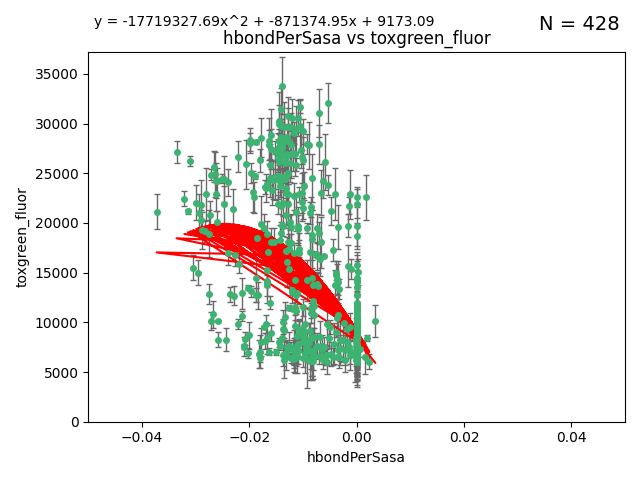 y = -17719327.69x^2 + -871374.95x + 9173.09
N = 428
hbondPerSasa vs toxgreen_fluor
35000
30000
25000
20000
15000
10000
5000
0
toxgreen_fluor
−0.04
−0.02
0.00
0.02
0.04
hbondPerSasa